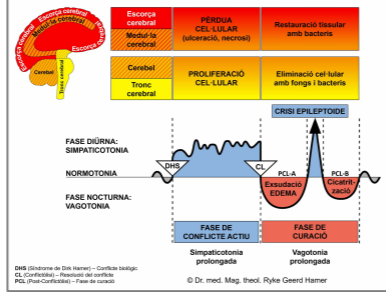 Escorça cerebral
Escorça cerebral
Escorça cerebral
Medul·la cerebral
Cerebel
Tronc cerebral
Escorça
cerebral
Medul·la
cerebral
PÈRDUA
CEL·LULAR
(ulceració, necrosi)
Restauració tissular
amb bacteris
Cerebel
Tronc
cerebral
PROLIFERACIÓ
CEL·LULAR
Eliminació cel·lular
amb fongs i bacteris
CRISI EPILEPTOIDE
FASE DIÜRNA:
SIMPATICOTONIA
DHS
CL
PCL-A
PCL-B
NORMOTONIA
Exsudació
EDEMA
Cicatrit-
zació
FASE NOCTURNA:
VAGOTONIA
FASE DE
CONFLICTE ACTIU
FASE DE
CURACIÓ
Simpaticotonia
prolongada
Vagotonia
prolongada
DHS (Síndrome de Dirk Hamer) – Conflicte biològic
CL (Conflictòlisi) – Resolució del conflicte
PCL (Post-Conflictòlisi) – Fase de curació
© Dr. med. Mag. theol. Ryke Geerd Hamer